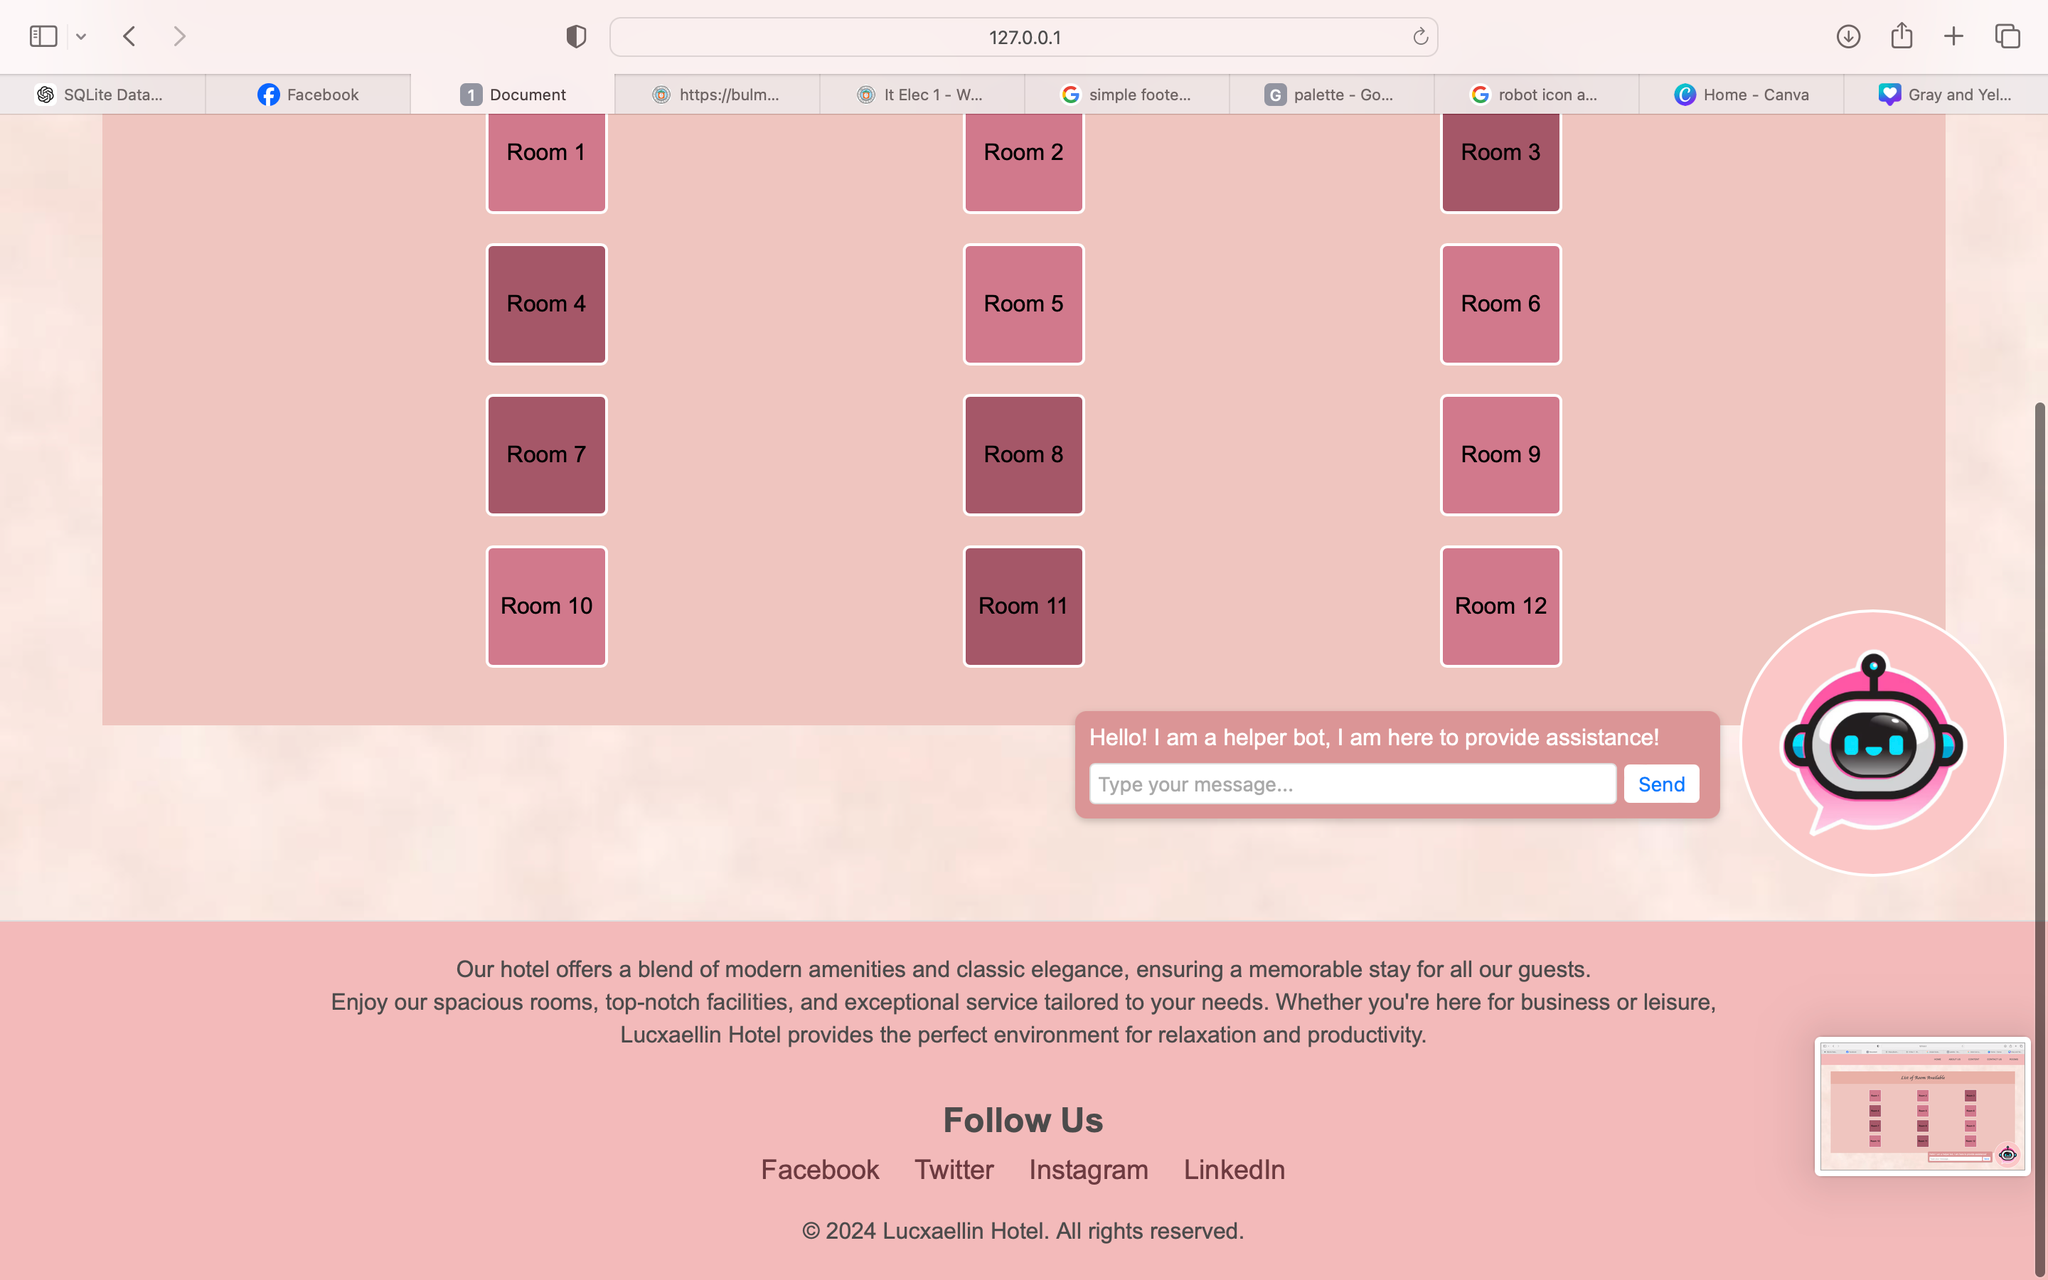 127.0.0.1
SQLite Data...
Facebook
1 Document
https://bulm...
It Elec 1 - W...
simple foote...
G palette - Go...
robot icon a...
Home - Canva
Gray and Yel...
Room 1
Room 2
Room 3
Room 4
Room 5
Room 6
Room 7
Room 8
Room 9
Room 10
Room 11
Room 12
Hello! I am a helper bot, I am here to provide assistance!
Type your message...
Send
Our hotel offers a blend of modern amenities and classic elegance, ensuring a memorable stay for all our guests.
Enjoy our spacious rooms, top-notch facilities, and exceptional service tailored to your needs. Whether you're here for business or leisure,
Lucxaellin Hotel provides the perfect environment for relaxation and productivity.
Follow Us
Facebook Twitter Instagram LinkedIn
© 2024 Lucxaellin Hotel. All rights reserved.
List of Room Available